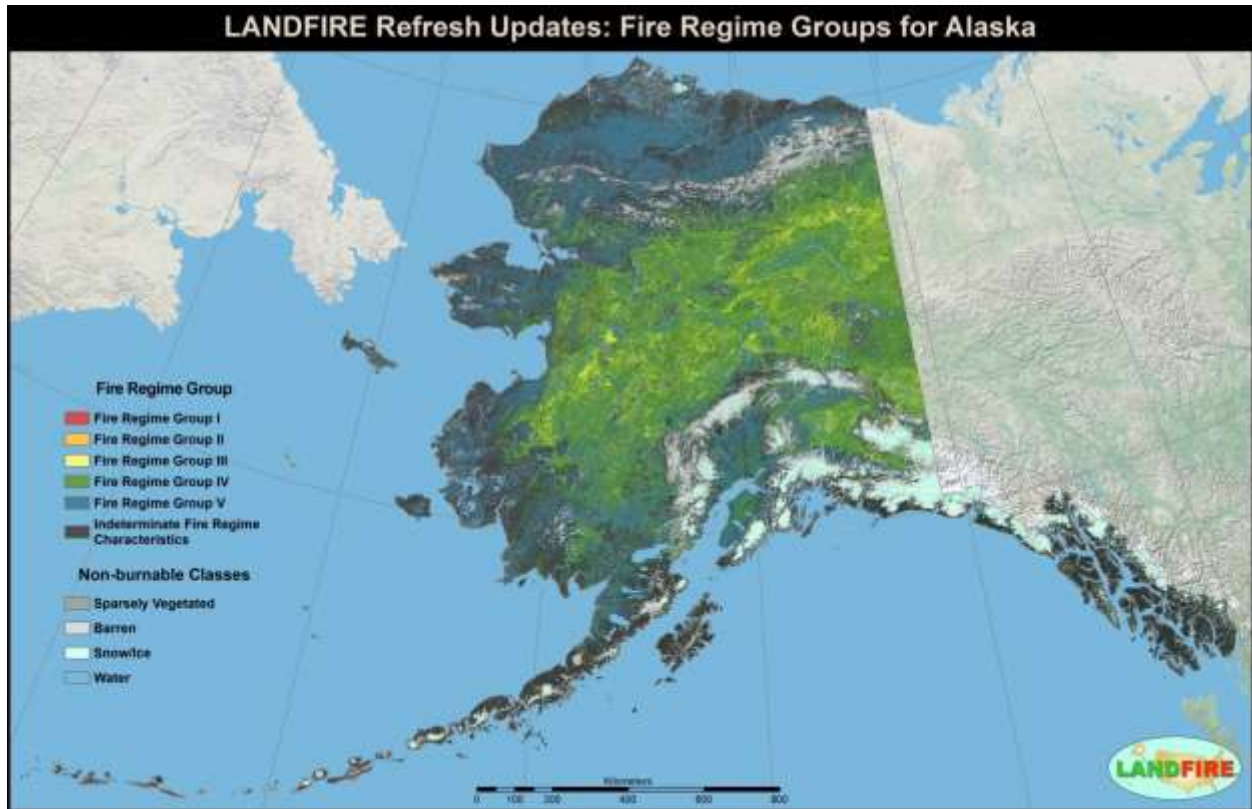 LANDFIRE Refresh Updates: Fire Regime Groups for Alaska
Fire Regime Group
Fire Regime Group I
Fire Regime Group II
Fire Regime Group III
Fire Regime Group IV
Fire Regime Group V
Indeterminate Fire Regime
Characteristics
Non-burnable Classes
Sparsely Vegetated
Barren
Snow/Ice
Water
Kilometers
0 100 200 400 600 800
LANDFIRE